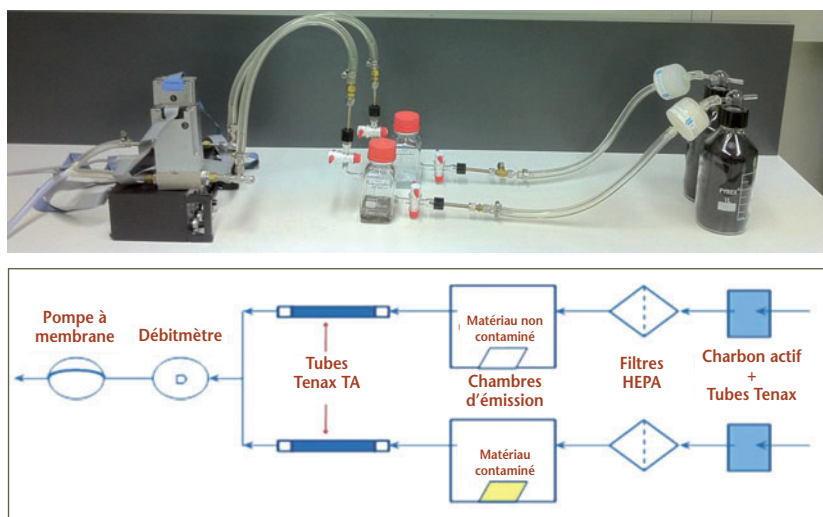 PYREX
Pompe à
membrane
Débitmètre
D
Tubes
Tenax TA
Matériau non
contaminé
Chambres
d'émission
Matériau
contaminé
Filtres
HEPA
Charbon actif
+
Tubes Tenax